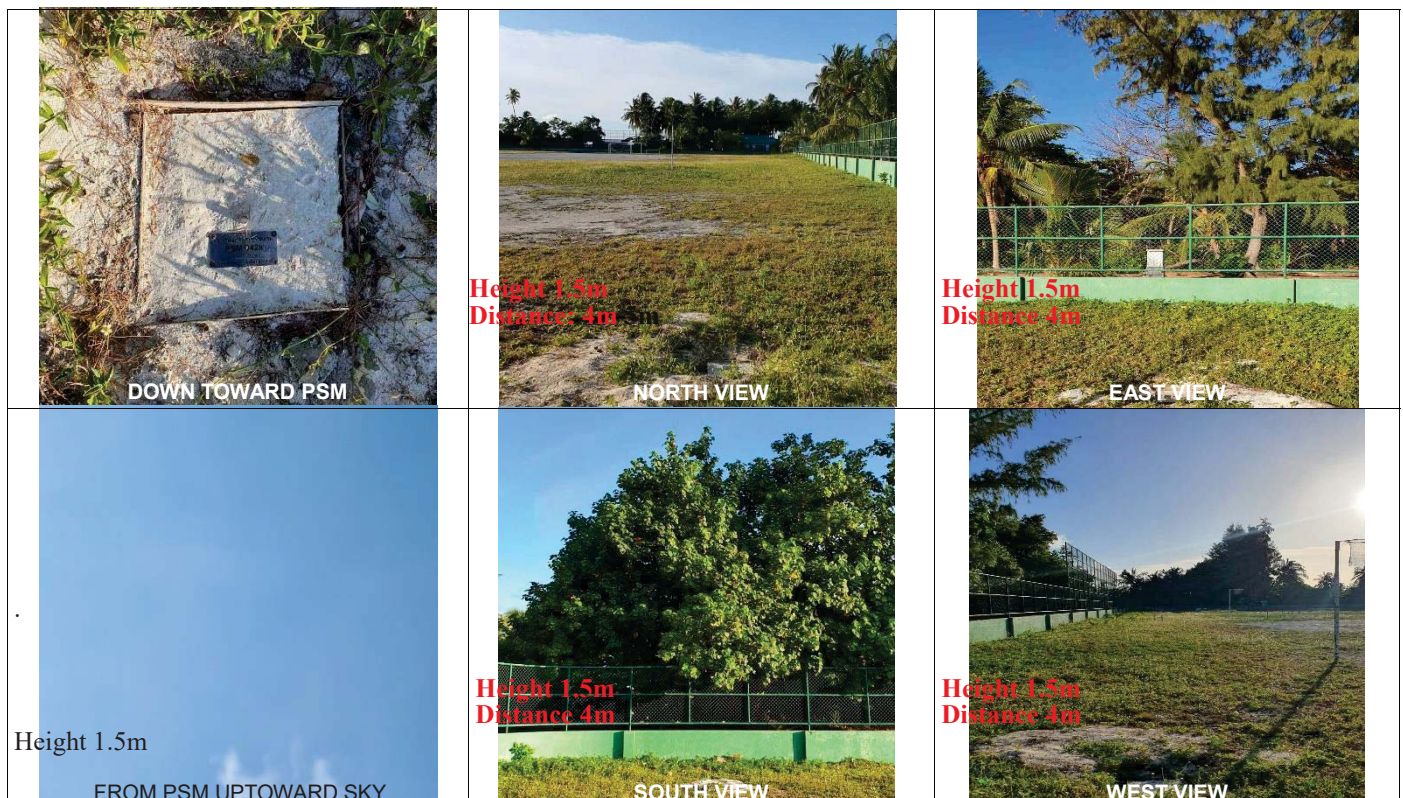 DOWN TOWARD PSM
Height 1.5m
Distance: 4m
NORTH VIEW
Height 1.5m
Distance 4m
EAST VIEW
.
Height 1.5m
FROM PSM UPTOWARD SKY
Height 1.5m
Distance 4m
SOUTH VIEW
Height 1.5m
Distance 4m
WEST VIEW